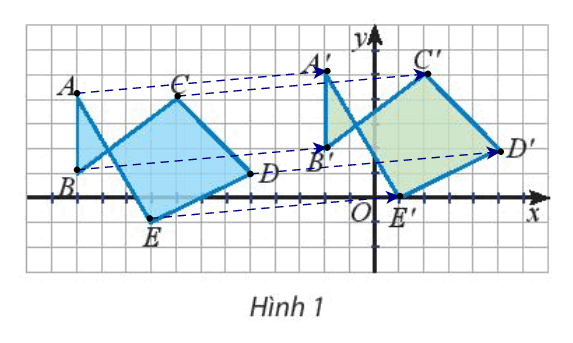 y
A A' C C'
B B' D D'
E O E' x
Hình 1